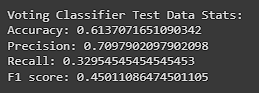 Voting Classifier Test Data Stats:
Accuracy: 0.6137071651090342
Precision: 0.7097902097902098
Recall: 0.32954545454545453
F1 score: 0.45011086474501105